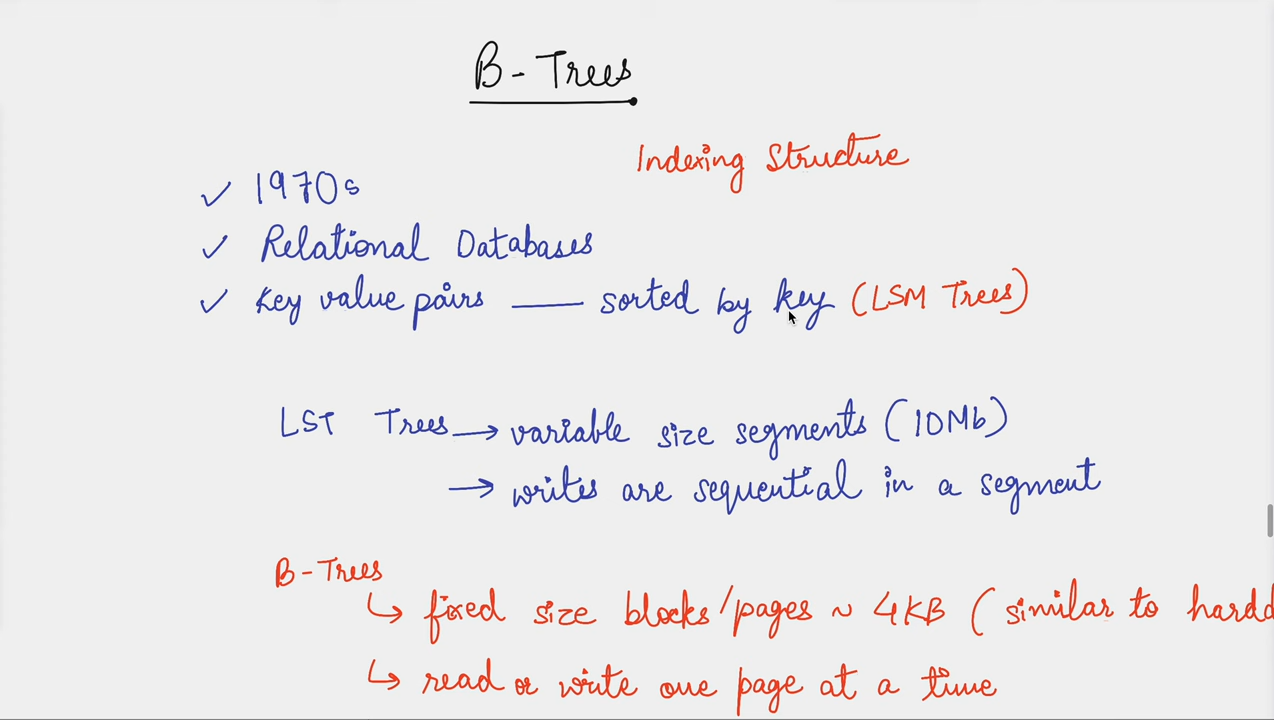 B - Trees
Indexing Structure
✓ 1970s
✓ Relational Databases
✓ Key value pairs —— sorted by key (LSM Trees)
LST Trees → variable size segments (10Mb)
→ writes are sequential in a segment
B - Trees
↳ fixed size blocks/pages ~ 4KB (similar to hardd
↳ read or write one page at a time